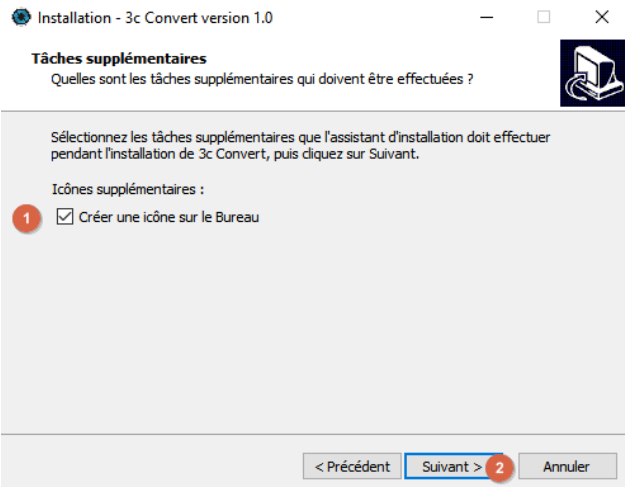 Installation - 3c Convert version 1.0
Tâches supplémentaires
Quelles sont les tâches supplémentaires qui doivent être effectuées ?
Sélectionnez les tâches supplémentaires que l'assistant d'installation doit effectuer
pendant l'installation de 3c Convert, puis cliquez sur Suivant.
Icônes supplémentaires :
1 Créer une icône sur le Bureau
< Précédent Suivant > 2 Annuler